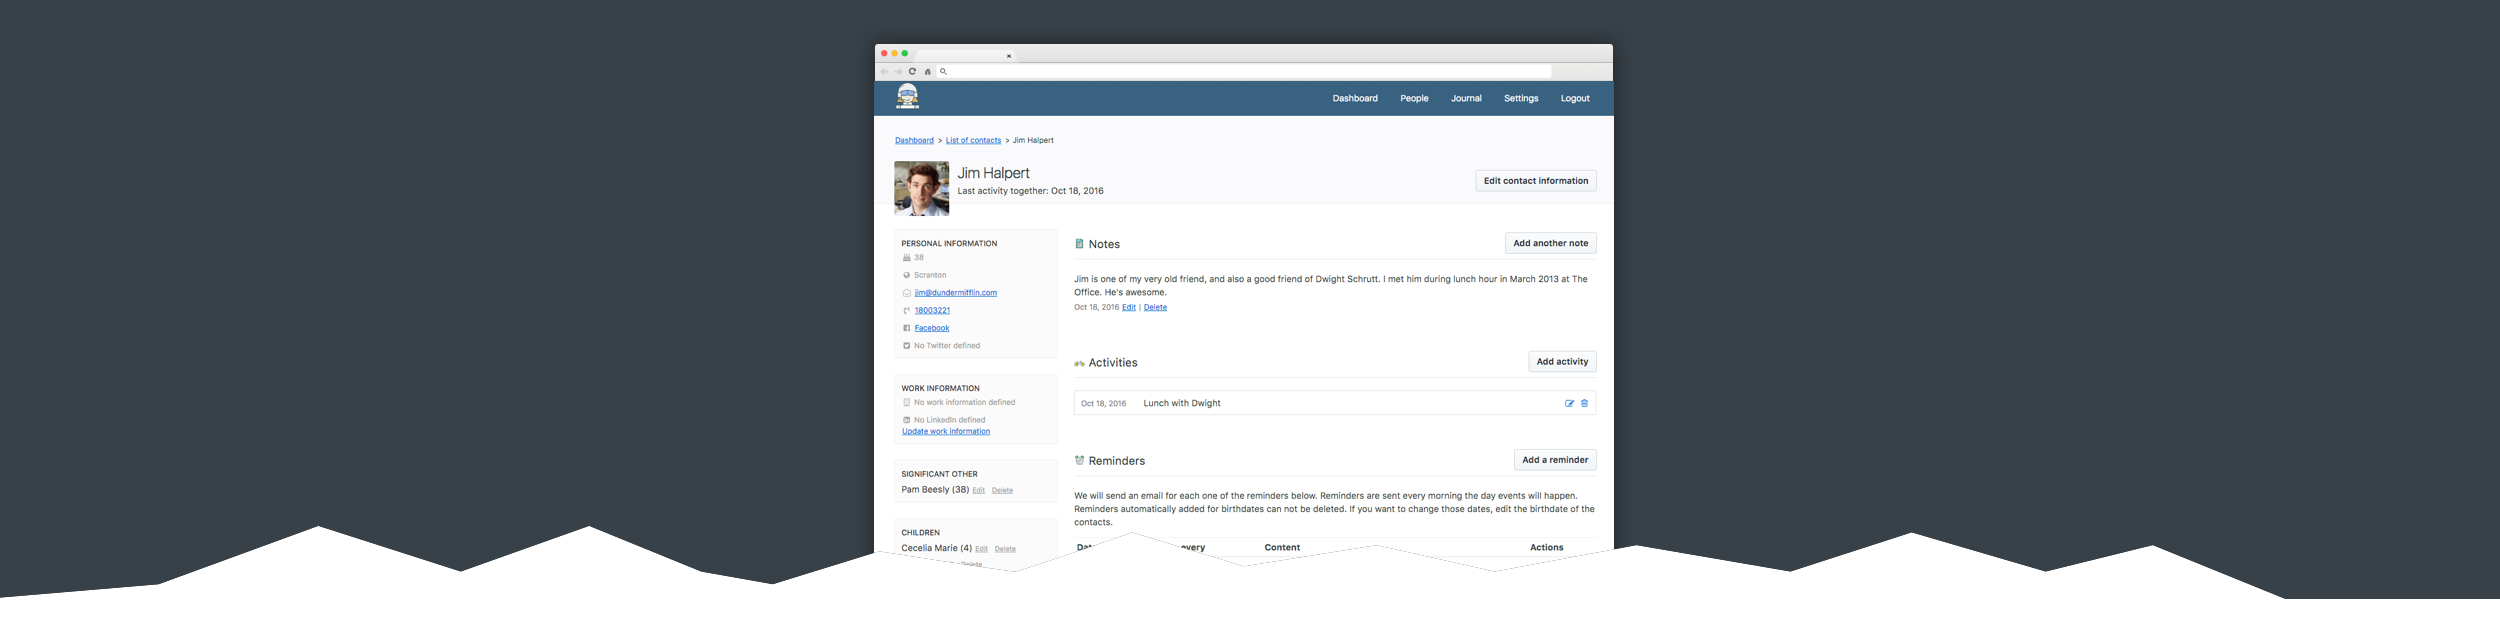 Dashboard People Journal Settings Logout
Dashboard > List of contacts > Jim Halpert
Jim Halpert
Last activity together: Oct 18, 2016
Edit contact information
PERSONAL INFORMATION
38
Scranton
jim@dundermifflin.com
18003221
Facebook
No Twitter defined
WORK INFORMATION
No work information defined
No LinkedIn defined
Update work information
SIGNIFICANT OTHER
Pam Beesly (38) Edit Delete
CHILDREN
Cecelia Marie (4) Edit Delete
Delete
Notes
Add another note
Jim is one of my very old friend, and also a good friend of Dwight Schrutt. I met him during lunch hour in March 2013 at The
Office. He's awesome.
Oct 18, 2016 Edit | Delete
Activities
Add activity
Oct 18, 2016 Lunch with Dwight
Reminders
Add a reminder
We will send an email for each one of the reminders below. Reminders are sent every morning the day events will happen.
Reminders automatically added for birthdates can not be deleted. If you want to change those dates, edit the birthdate of the
contacts.
Content Actions